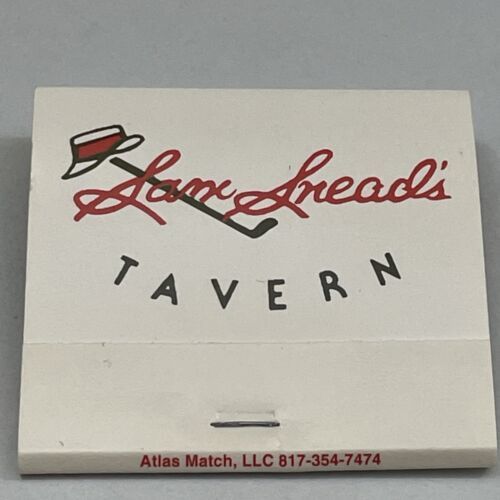 Sam Snead's
TAVERN
Atlas Match, LLC 817-354-7474